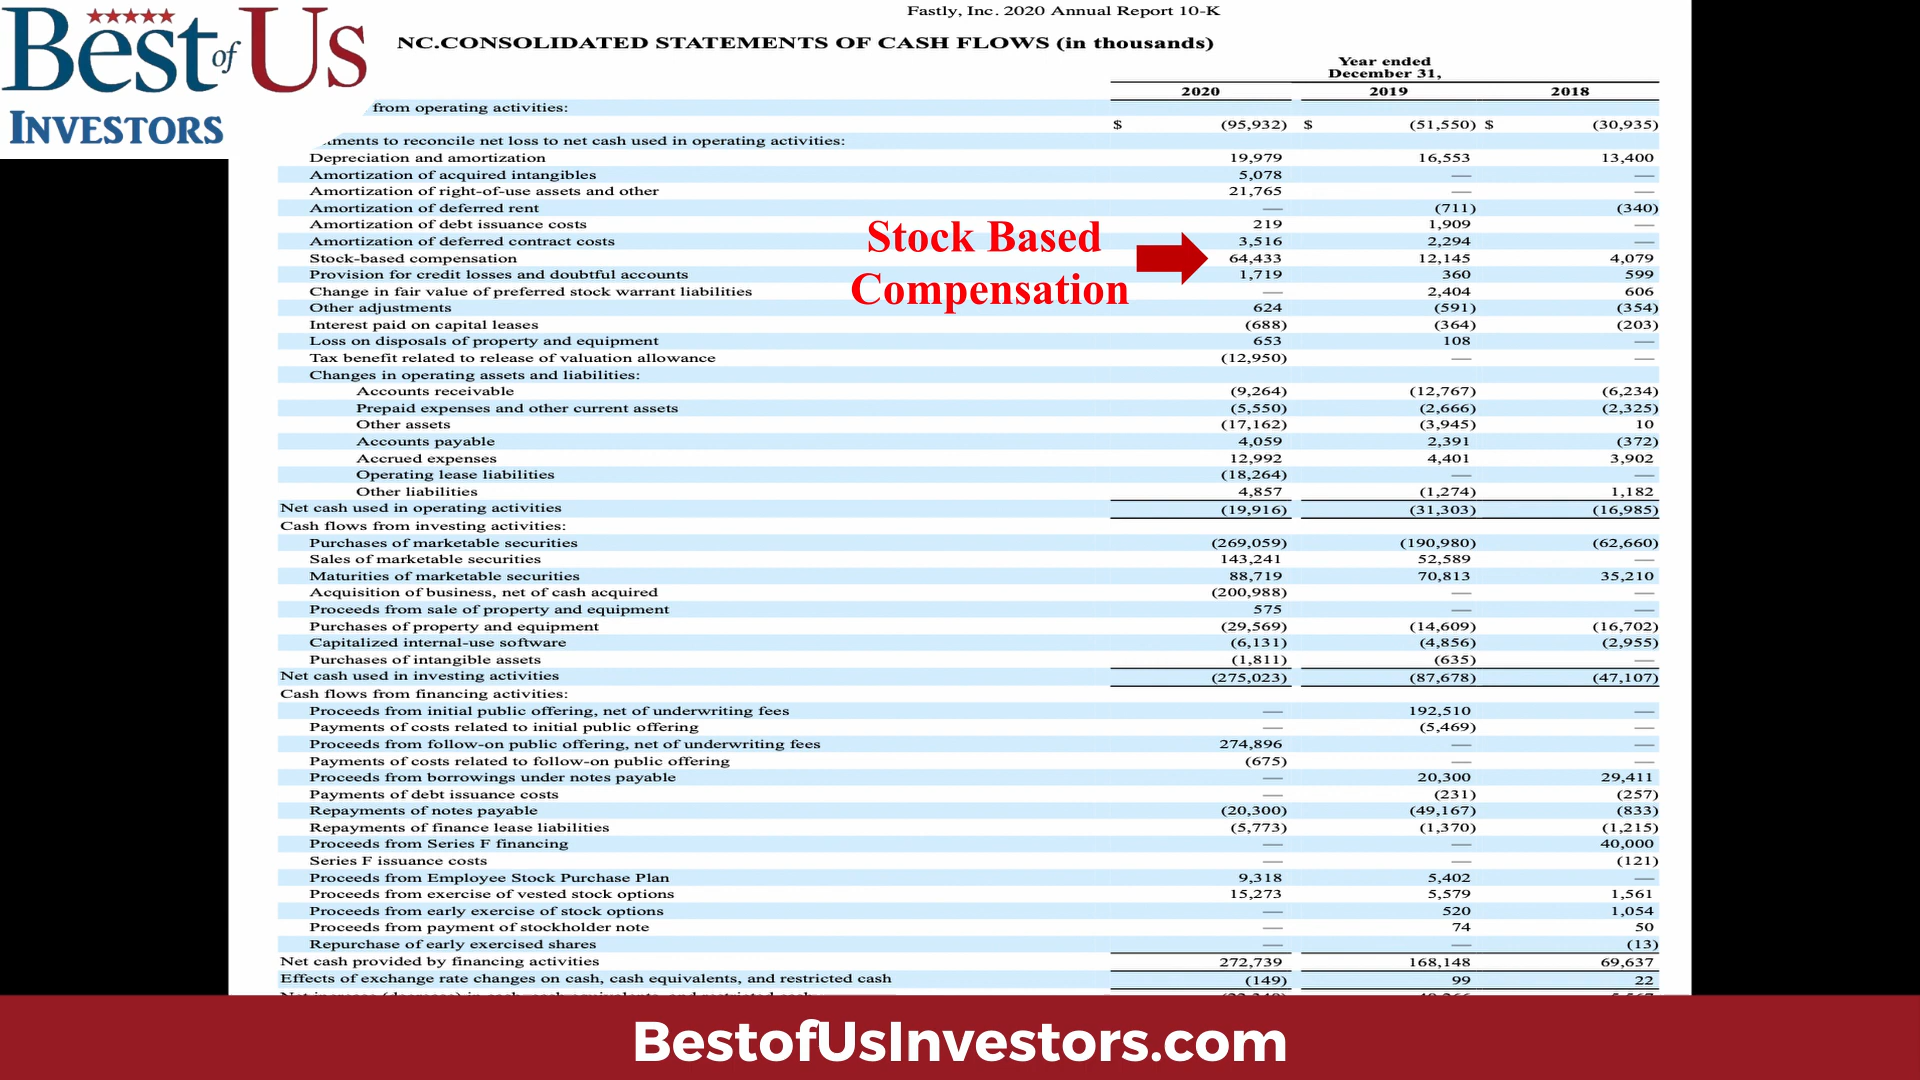 Best of Us
INVESTORS
Fastly, Inc. 2020 Annual Report 10-K
NC.CONSOLIDATED STATEMENTS OF CASH FLOWS (in thousands)
Year ended
December 31,
2020 2019 2018
from operating activities:
$ (95,932) $ (51,550) $ (30,935)
ments to reconcile net loss to net cash used in operating activities:
Depreciation and amortization 19,979 16,553 13,400
Amortization of acquired intangibles 5,078 — —
Amortization of right-of-use assets and other 21,765 — —
Amortization of deferred rent — (711) (340)
Amortization of debt issuance costs 219 1,909 —
Amortization of deferred contract costs 3,516 2,294 —
Stock-based compensation 64,433 12,145 4,079
Provision for credit losses and doubtful accounts 1,719 360 599
Change in fair value of preferred stock warrant liabilities — 2,404 606
Other adjustments 624 (591) (354)
Interest paid on capital leases (688) (364) (203)
Loss on disposals of property and equipment 653 108 —
Tax benefit related to release of valuation allowance (12,950) — —
Stock Based
Compensation
Changes in operating assets and liabilities:
Accounts receivable (9,264) (12,767) (6,234)
Prepaid expenses and other current assets (5,550) (2,666) (2,325)
Other assets (17,162) (3,945) 10
Accounts payable 4,059 2,391 (372)
Accrued expenses 12,992 4,401 3,902
Operating lease liabilities (18,264) — —
Other liabilities 4,857 (1,274) 1,182
Net cash used in operating activities (19,916) (31,303) (16,985)
Cash flows from investing activities:
Purchases of marketable securities (269,059) (190,980) (62,660)
Sales of marketable securities 143,241 52,589 —
Maturities of marketable securities 88,719 70,813 35,210
Acquisition of business, net of cash acquired (200,988) — —
Proceeds from sale of property and equipment 575 — —
Purchases of property and equipment (29,569) (14,609) (16,702)
Capitalized internal-use software (6,131) (4,856) (2,955)
Purchases of intangible assets (1,811) (635) —
Net cash used in investing activities (275,023) (87,678) (47,107)
Cash flows from financing activities:
Proceeds from initial public offering, net of underwriting fees — 192,510 —
Payments of costs related to initial public offering — (5,469) —
Proceeds from follow-on public offering, net of underwriting fees 274,896 — —
Payments of costs related to follow-on public offering (675) — —
Proceeds from borrowings under notes payable — 20,300 29,411
Payments of debt issuance costs — (231) (257)
Repayments of notes payable (20,300) (49,167) (833)
Repayments of finance lease liabilities (5,773) (1,370) (1,215)
Proceeds from Series F financing — — 40,000
Series F issuance costs — — (121)
Proceeds from Employee Stock Purchase Plan 9,318 5,402 —
Proceeds from exercise of vested stock options 15,273 5,579 1,561
Proceeds from early exercise of stock options — 520 1,054
Proceeds from payment of stockholder note — 74 50
Repurchase of early exercised shares — — (13)
Net cash provided by financing activities 272,739 168,148 69,637
Effects of exchange rate changes on cash, cash equivalents, and restricted cash (149) 99 22
BestofUsInvestors.com